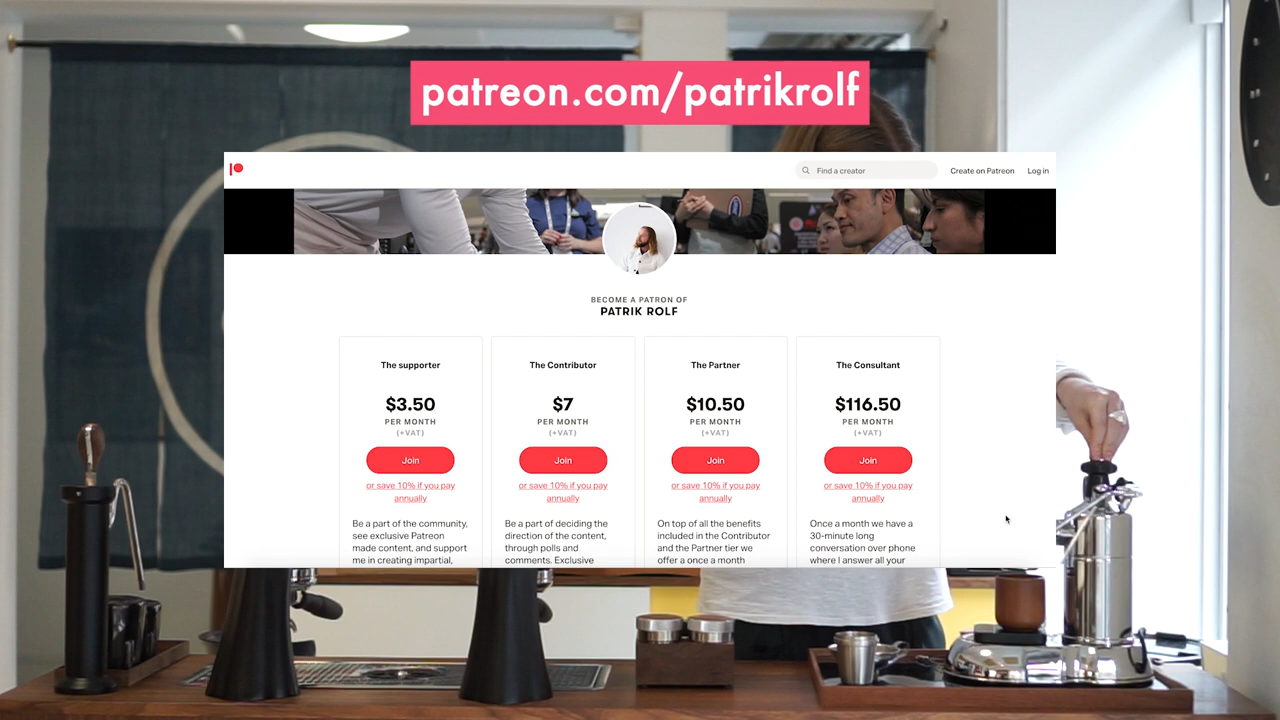 patreon.com/patrikrolf
Find a creator
Create on Patreon
Log in
BECOME A PATRON OF
PATRIK ROLF
The supporter
$3.50
PER MONTH
(+VAT)
Join
or save 10% if you pay
annually
Be a part of the community,
see exclusive Patreon
made content, and support
me in creating impartial,
The Contributor
$7
PER MONTH
(+VAT)
Join
or save 10% if you pay
annually
Be a part of deciding the
direction of the content,
through polls and
comments. Exclusive
The Partner
$10.50
PER MONTH
(+VAT)
Join
or save 10% if you pay
annually
On top of all the benefits
included in the Contributor
and the Partner tier we
offer a once a month
The Consultant
$116.50
PER MONTH
(+VAT)
Join
or save 10% if you pay
annually
Once a month we have a
30-minute long
conversation over phone
where I answer all your